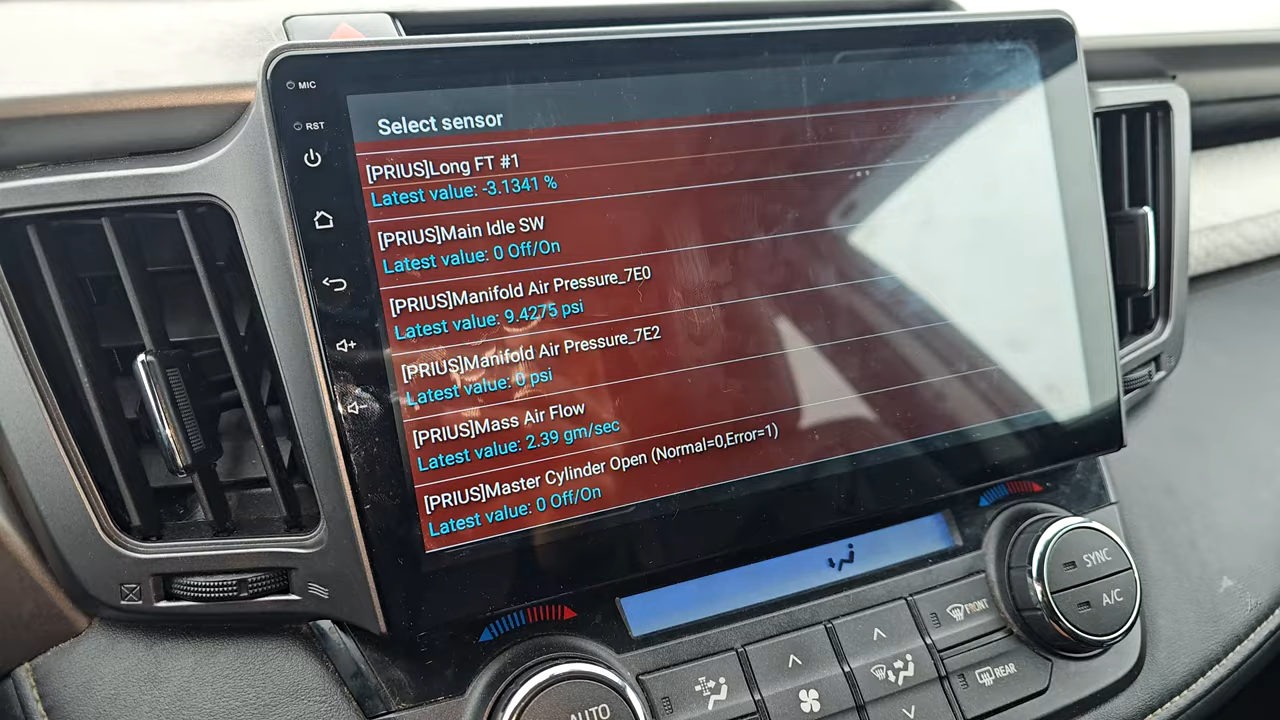 MIC
RST
Select sensor
[PRIUS]Long FT #1
Latest value: -3.1341 %
[PRIUS]Main Idle SW
Latest value: 0 Off/On
[PRIUS]Manifold Air Pressure_7E0
Latest value: 9.4275 psi
[PRIUS]Manifold Air Pressure_7E2
Latest value: 0 psi
[PRIUS]Mass Air Flow
Latest value: 2.39 gm/sec
[PRIUS]Master Cylinder Open (Normal=0,Error=1)
Latest value: 0 Off/On
SYNC
A/C
FRONT
REAR
AUTO